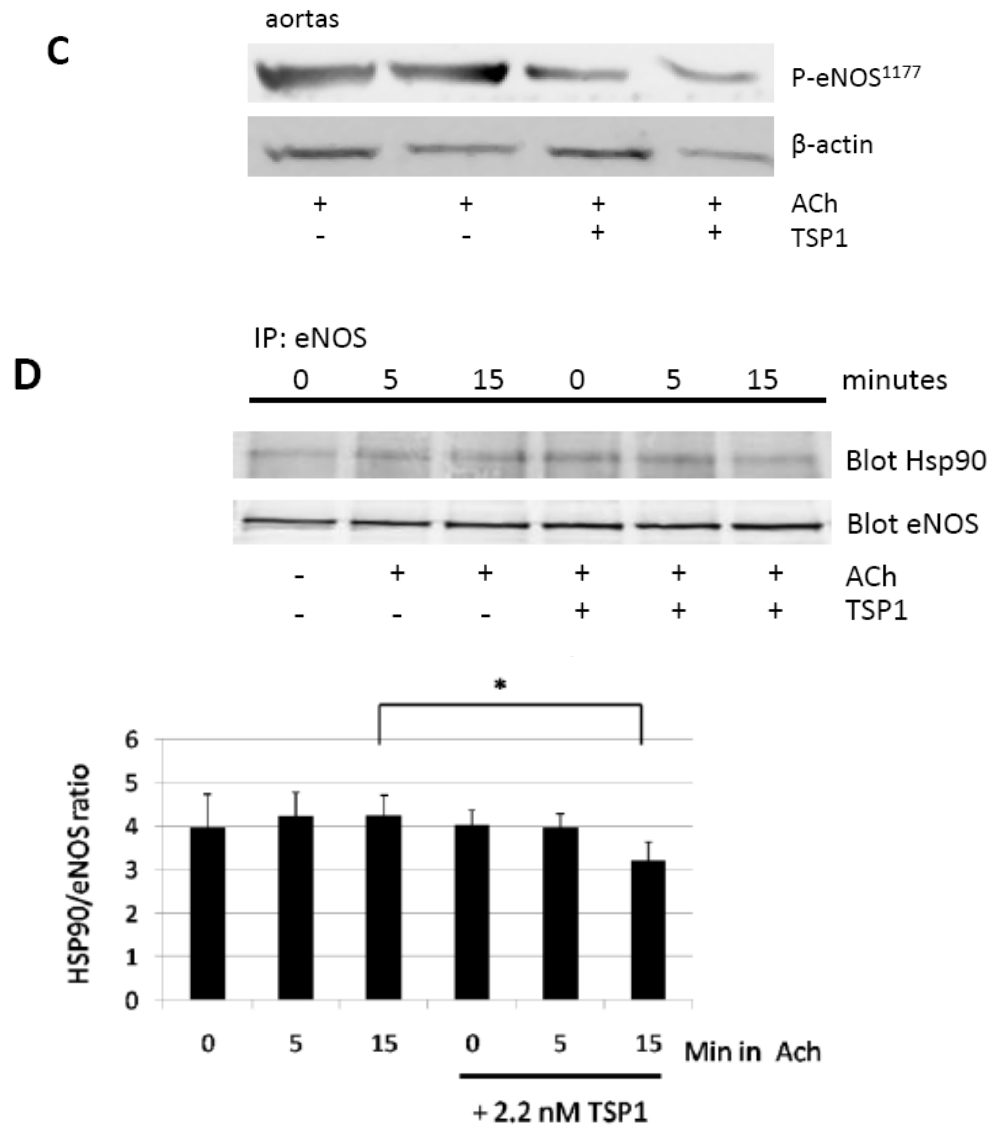 C
aortas
P-eNOS¹¹⁷⁷
β-actin
+ + + + ACh
- - + + TSP1
D
IP: eNOS
0 5 15 0 5 15 minutes
Blot Hsp90
Blot eNOS
- + + + + + ACh
- - - + + + TSP1
*
HSP90/eNOS ratio
6
5
4
3
2
1
0
0 5 15 0 5 15 Min in Ach
+ 2.2 nM TSP1